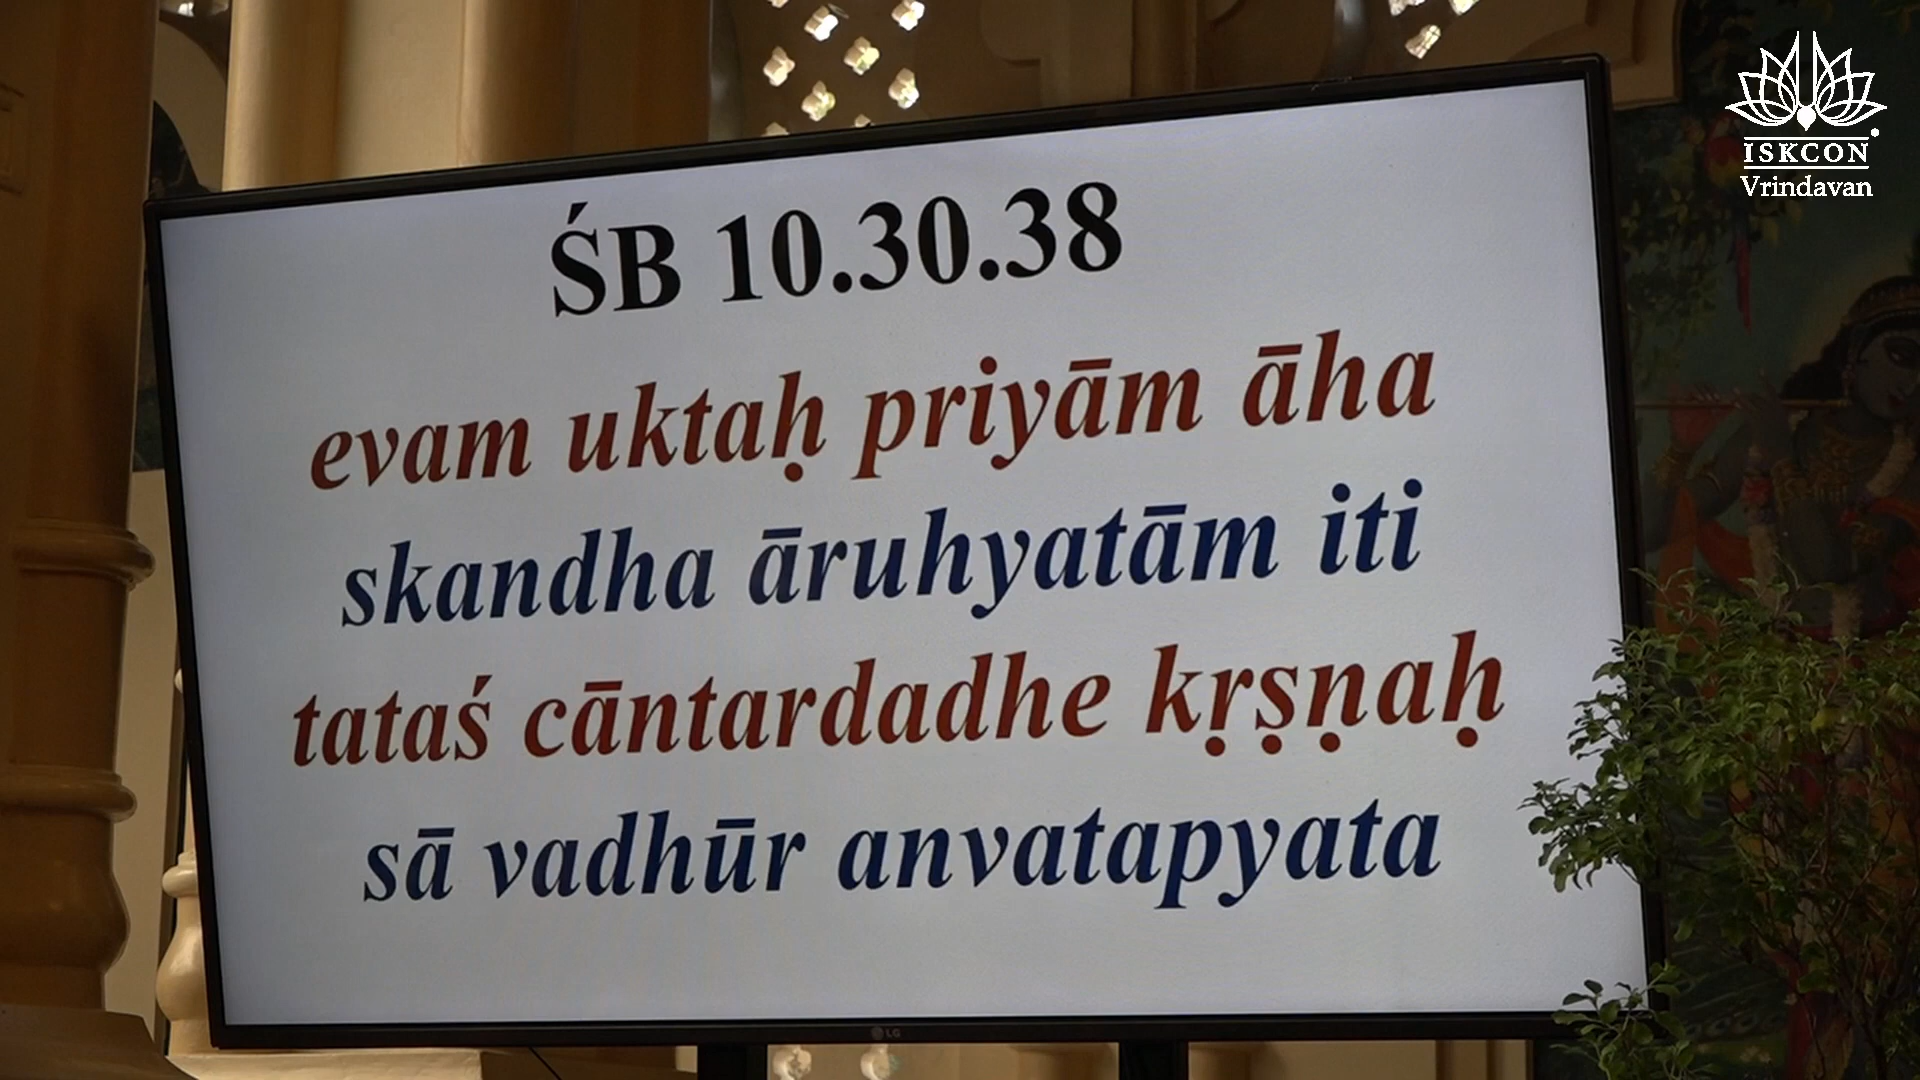 ŚB 10.30.38
evam uktaḥ priyām āha
skandha āruhyatām iti
tataś cāntardadhe kṛṣṇaḥ
sā vadhūr anvatapyata
LG
ISKCON
Vrindavan